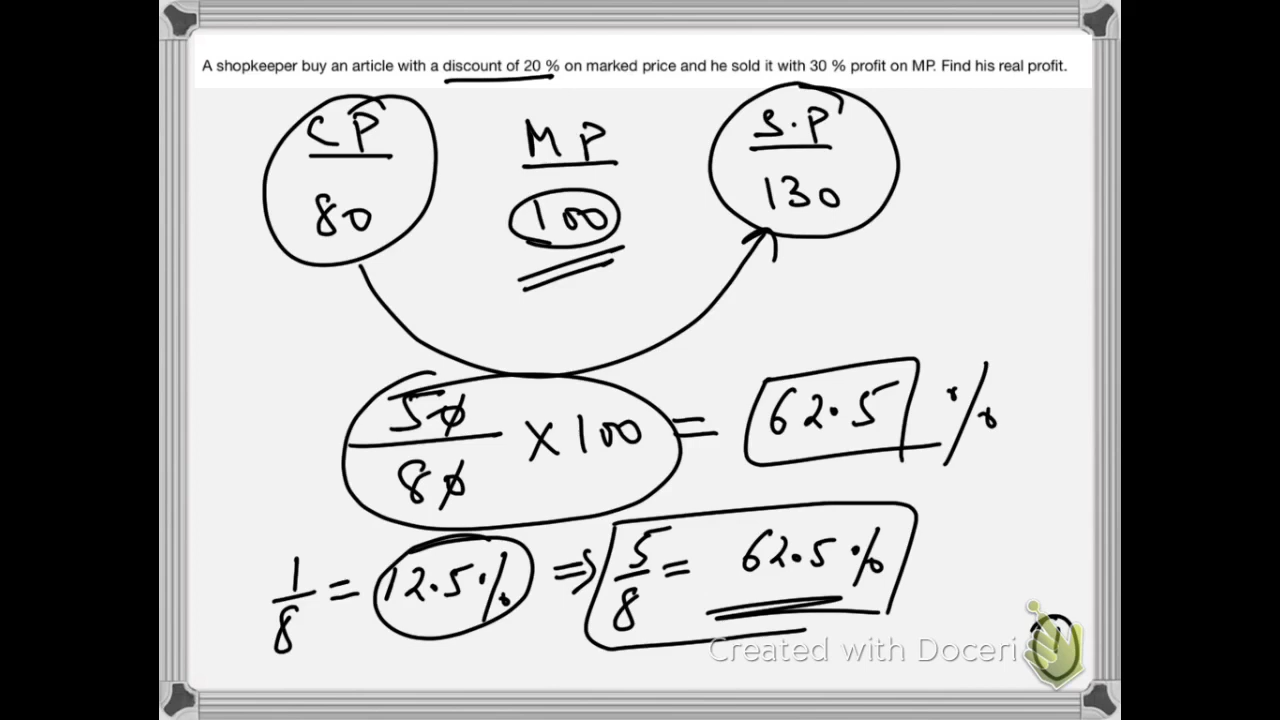 A shopkeeper buy an article with a discount of 20 % on marked price and he sold it with 30 % profit on MP. Find his real profit.
CP MP S.P
80 100 130
50/80 × 100 = 62.5 %
1/8 = 12.5% ⇒ 5/8 = 62.5%
Created with Doceri